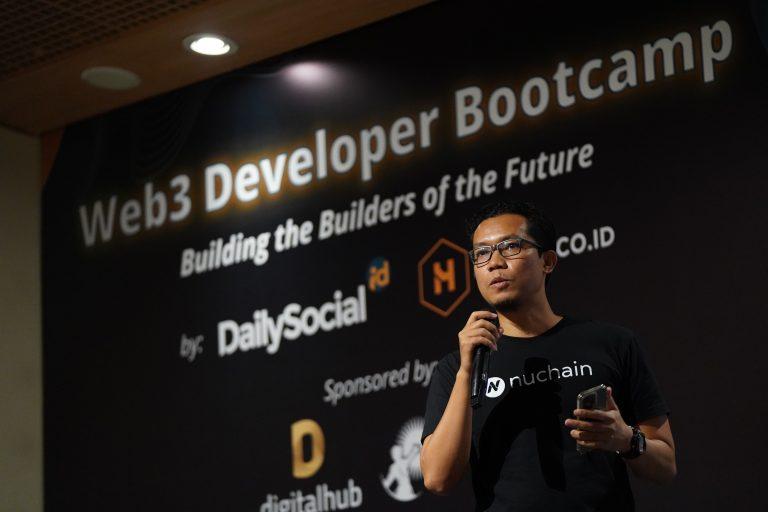 Web3 Developer Bootcamp
Building the Builders of the Future
by: DailySocial id H CO.ID
Sponsored by
D
digitalhub
N nuchain